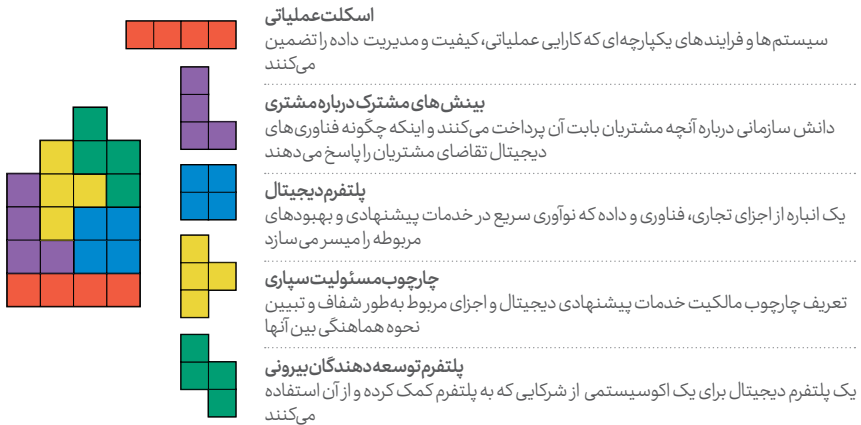 اسکلت عملیاتی
سیستم‌ها و فرایندهای یکپارچه‌ای که کارایی عملیاتی، کیفیت و مدیریت داده را تضمین
می‌کنند
بینش‌های مشترک درباره مشتری
دانش سازمانی درباره آنچه مشتریان بابت آن پرداخت می‌کنند و اینکه چگونه فناوری‌های
دیجیتال تقاضای مشتریان را پاسخ می‌دهند
پلتفرم دیجیتال
یک انباره از اجزای تجاری، فناوری و داده که نوآوری سریع در خدمات پیشنهادی و بهبودهای
مربوطه را میسر می‌سازد
چارچوب مسئولیت‌سپاری
تعریف چارچوب مالکیت خدمات پیشنهادی دیجیتال و اجزای مربوط به‌طور شفاف و تبیین
نحوه هماهنگی بین آنها
پلتفرم توسعه‌دهندگان بیرونی
یک پلتفرم دیجیتال برای یک اکوسیستمی از شرکایی که به پلتفرم کمک کرده و از آن استفاده
می‌کنند